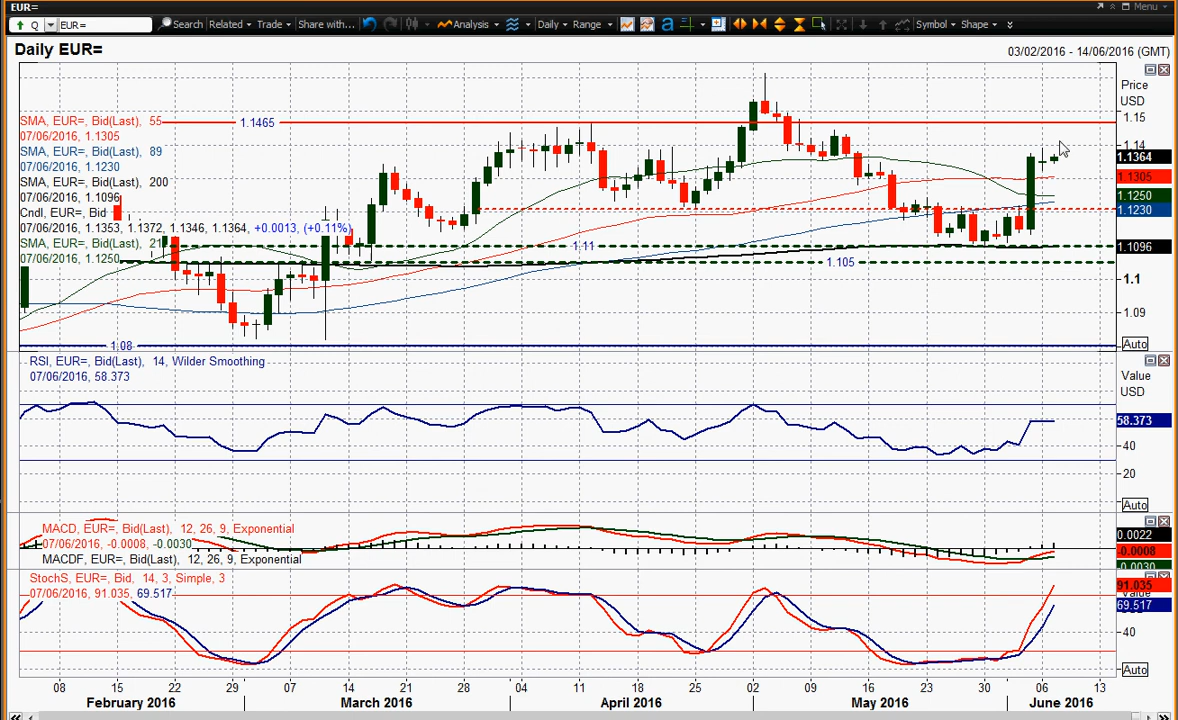 EUR=
Menu
Q EUR= Search Related Trade Share with... Analysis Daily Range a Symbol Shape
Daily EUR=
03/02/2016 - 14/06/2016 (GMT)
Price
USD
SMA, EUR=, Bid(Last), 55
07/06/2016, 1.1305
SMA, EUR=, Bid(Last), 89
07/06/2016, 1.1230
SMA, EUR=, Bid(Last), 200
07/06/2016, 1.1096
Cndl, EUR=, Bid
07/06/2016, 1.1353, 1.1372, 1.1346, 1.1364, +0.0013, (+0.11%)
SMA, EUR=, Bid(Last), 21
07/06/2016, 1.1250
1.1465
1.11
1.105
1.08
1.15
1.14
1.1364
1.1305
1.1250
1.1230
1.1096
1.1
1.09
Auto
RSI, EUR=, Bid(Last), 14, Wilder Smoothing
07/06/2016, 58.373
Value
USD
58.373
40
20
Auto
MACD, EUR=, Bid(Last), 12, 26, 9, Exponential
07/06/2016, -0.0008, -0.0030
MACDF, EUR=, Bid(Last), 12, 26, 9, Exponential
0.0022
-0.0008
-0.0030
StochS, EUR=, Bid, 14, 3, Simple, 3
07/06/2016, 91.035, 69.517
91.035
Value
69.517
40
Auto
08 15 22 29 07 14 21 28 04 11 18 25 02 09 16 23 30 06 13
February 2016 March 2016 April 2016 May 2016 June 2016